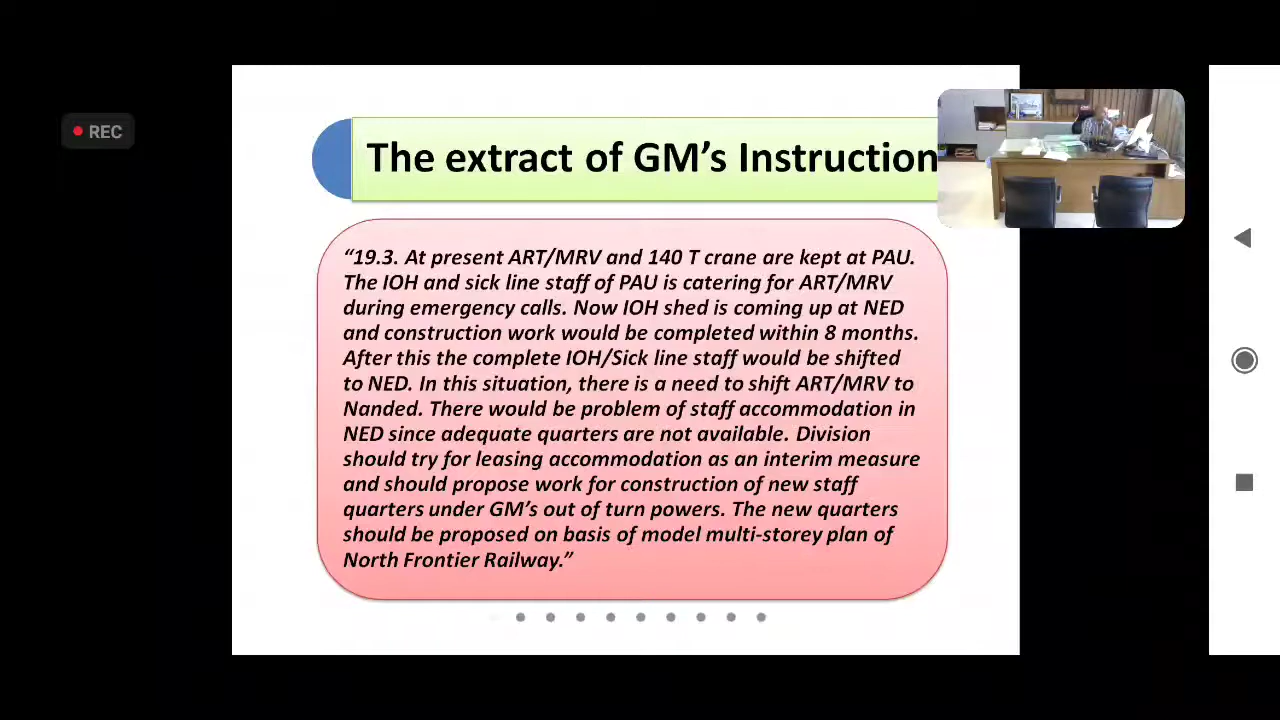 REC
The extract of GM's Instruction
“19.3. At present ART/MRV and 140 T crane are kept at PAU.
The IOH and sick line staff of PAU is catering for ART/MRV
during emergency calls. Now IOH shed is coming up at NED
and construction work would be completed within 8 months.
After this the complete IOH/Sick line staff would be shifted
to NED. In this situation, there is a need to shift ART/MRV to
Nanded. There would be problem of staff accommodation in
NED since adequate quarters are not available. Division
should try for leasing accommodation as an interim measure
and should propose work for construction of new staff
quarters under GM’s out of turn powers. The new quarters
should be proposed on basis of model multi-storey plan of
North Frontier Railway.”